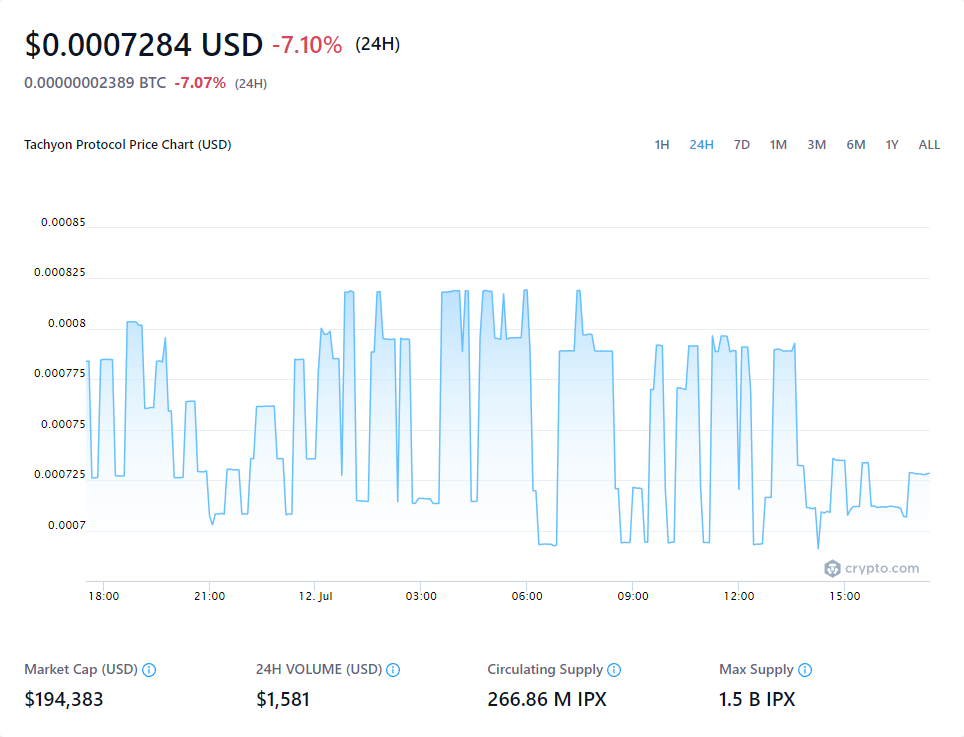 $0.0007284 USD -7.10% (24H)
0.00000002389 BTC -7.07% (24H)
Tachyon Protocol Price Chart (USD) 1H 24H 7D 1M 3M 6M 1Y ALL
0.00085
0.000825
0.0008
0.000775
0.00075
0.000725
0.0007
crypto.com
18:00 21:00 12. Jul 03:00 06:00 09:00 12:00 15:00
Market Cap (USD) 24H VOLUME (USD) Circulating Supply Max Supply
$194,383 $1,581 266.86 M IPX 1.5 B IPX